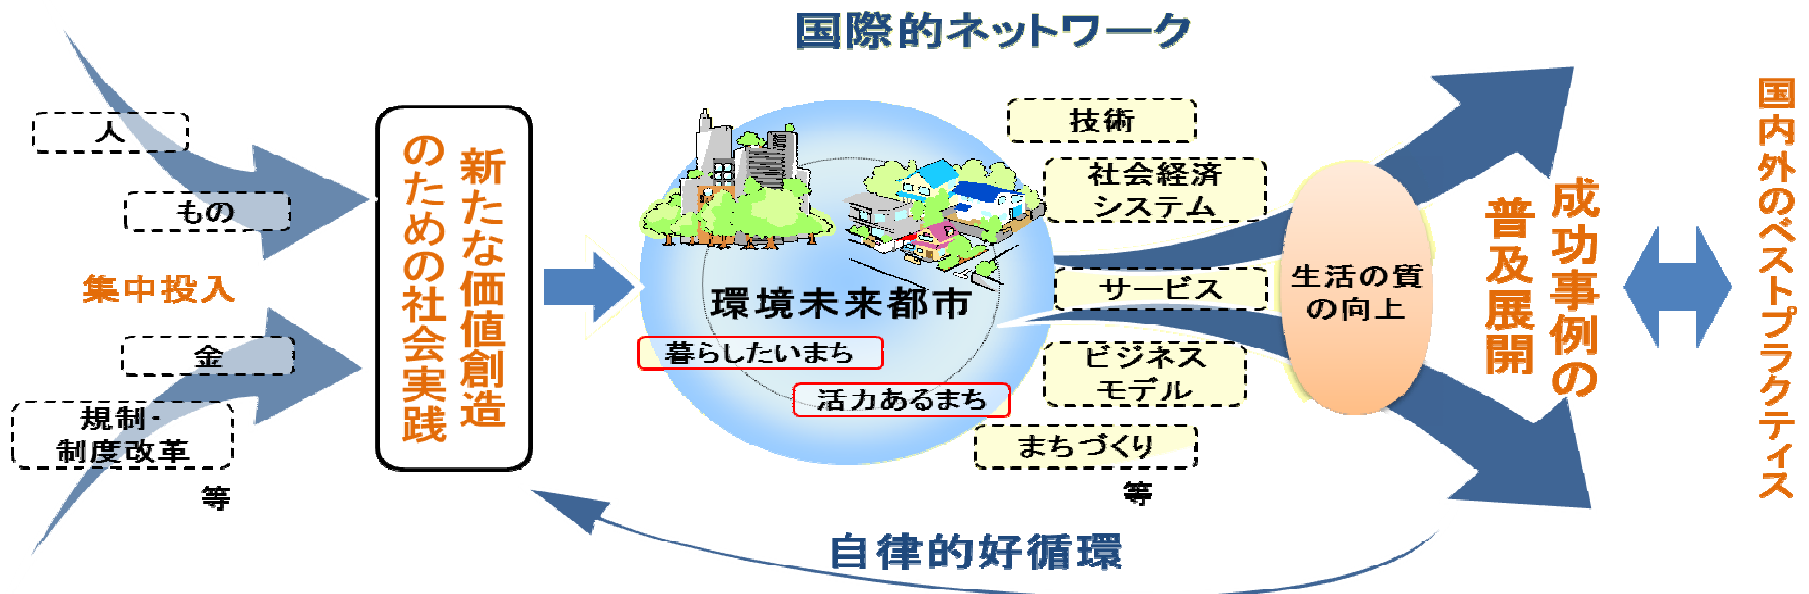 国際的ネットワーク
人
もの
集中投入
金
規制・
制度改革
等
新たな価値創造
のための社会実践
環境未来都市
暮らしたいまち
活力あるまち
技術
社会経済
システム
サービス
ビジネス
モデル
まちづくり
等
生活の質
の向上
成功事例の
普及展開
国内外のベストプラクティス
自律的好循環